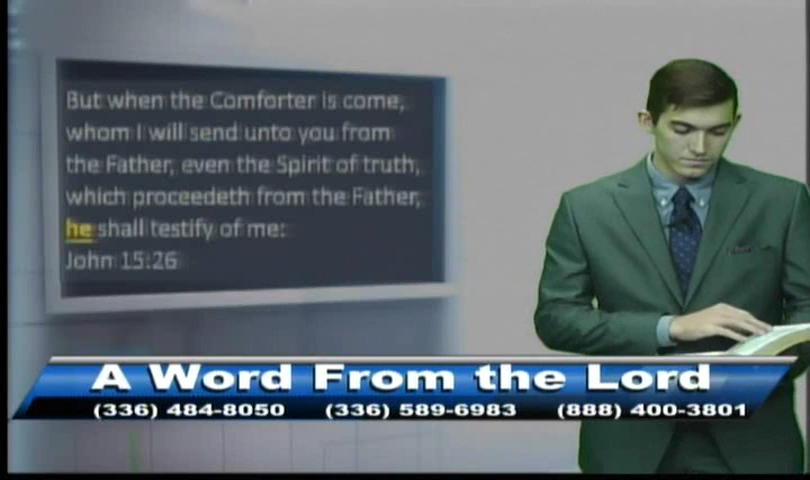 But when the Comforter is come,
whom I will send unto you from
the Father, even the Spirit of truth,
which proceedeth from the Father,
he shall testify of me:
John 15:26
A Word From the Lord
(336) 484-8050 (336) 589-6983 (888) 400-3801